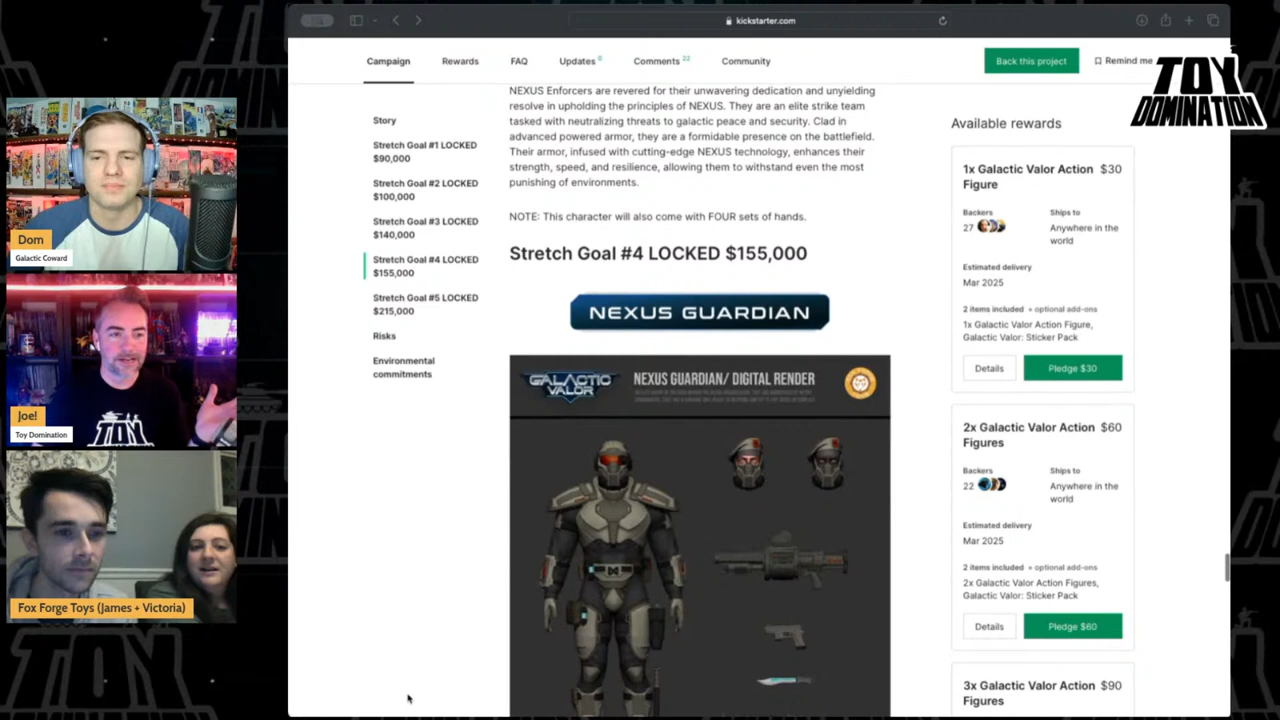 kickstarter.com
Campaign
Rewards
FAQ
Updates 0
Comments 22
Community
Back this project
Remind me
TOY
DOMINATION
Story
Stretch Goal #1 LOCKED
$90,000
Stretch Goal #2 LOCKED
$100,000
Stretch Goal #3 LOCKED
$140,000
Stretch Goal #4 LOCKED
$155,000
Stretch Goal #5 LOCKED
$215,000
Risks
Environmental
commitments
NEXUS Enforcers are revered for their unwavering dedication and unyielding
resolve in upholding the principles of NEXUS. They are an elite strike team
tasked with neutralizing threats to galactic peace and security. Clad in
advanced powered armor, they are a formidable presence on the battlefield.
Their armor, infused with cutting-edge NEXUS technology, enhances their
strength, speed, and resilience, allowing them to withstand even the most
punishing of environments.
NOTE: This character will also come with FOUR sets of hands.
Stretch Goal #4 LOCKED $155,000
NEXUS GUARDIAN
GALACTIC
VALOR
NEXUS GUARDIAN/ DIGITAL RENDER
Available rewards
1x Galactic Valor Action $30
Figure
Backers
27
Ships to
Anywhere in the
world
Estimated delivery
Mar 2025
2 items included + optional add-ons
1x Galactic Valor Action Figure,
Galactic Valor: Sticker Pack
Details
Pledge $30
2x Galactic Valor Action $60
Figures
Backers
22
Ships to
Anywhere in the
world
Estimated delivery
Mar 2025
2 items included + optional add-ons
2x Galactic Valor Action Figures,
Galactic Valor: Sticker Pack
Details
Pledge $60
3x Galactic Valor Action $90
Figures
Dom
Galactic Coward
Joe!
Toy Domination
TOY
Fox Forge Toys (James + Victoria)